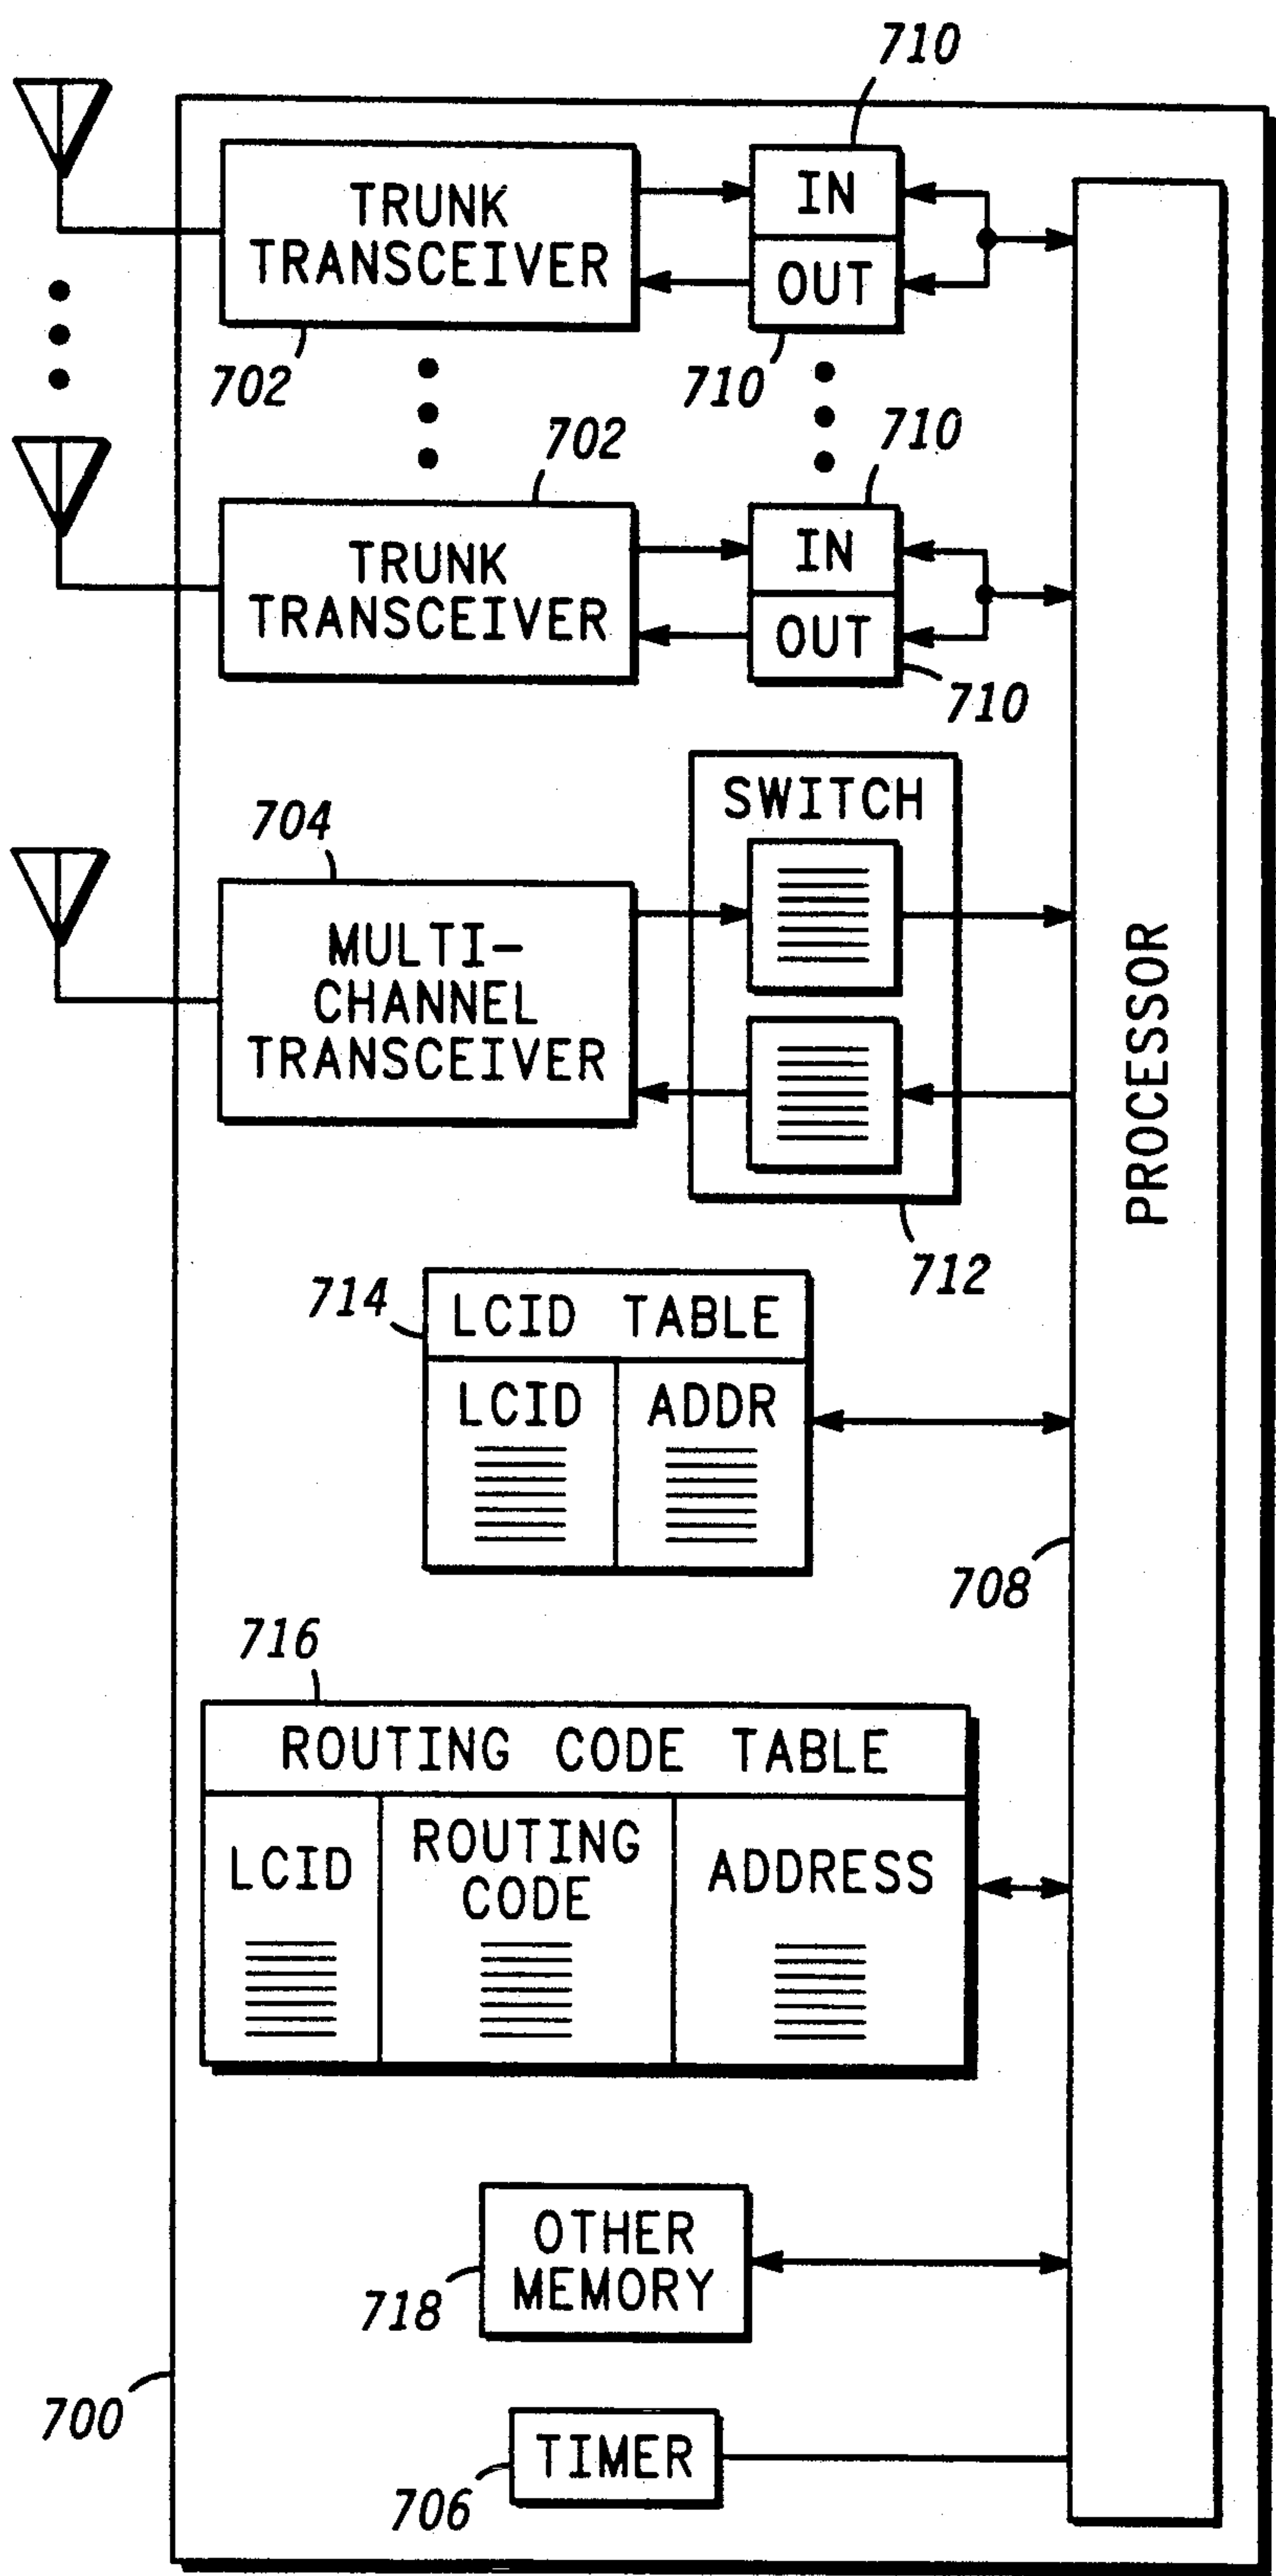 710
TRUNK
TRANSCEIVER
IN
OUT
702
710
702
710
TRUNK
TRANSCEIVER
IN
OUT
710
704
SWITCH
MULTI-
CHANNEL
TRANSCEIVER
PROCESSOR
712
714
LCID TABLE
LCID
ADDR
708
716
ROUTING CODE TABLE
LCID
ROUTING
CODE
ADDRESS
OTHER
MEMORY
718
700
TIMER
706